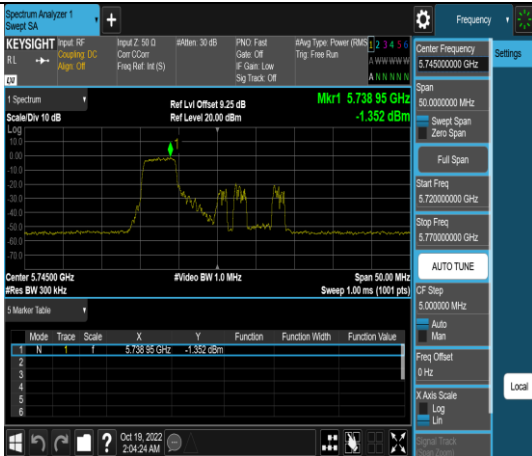 Spectrum Analyzer 1
Swept SA
+
Frequency
KEYSIGHT
RL
Input: RF
Coupling: DC
Align: Off
Input Z: 50 Ω
Corr CCorr
Freq Ref: Int (S)
#Atten: 30 dB
PNO: Fast
Gate: Off
IF Gain: Low
Sig Track: Off
#Avg Type: Power (RMS
Trig: Free Run
1 2 3 4 5 6
A W W W W W
A N N N N N
LXI
1 Spectrum
Scale/Div 10 dB
Ref Lvl Offset 9.25 dB
Ref Level 20.00 dBm
Mkr1 5.738 95 GHz
-1.352 dBm
Log
10.0
0.00
-10.0
-20.0
-30.0
-40.0
-50.0
-60.0
-70.0
1
Center 5.74500 GHz
#Res BW 300 kHz
#Video BW 1.0 MHz
Span 50.00 MHz
Sweep 1.00 ms (1001 pts)
5 Marker Table
Mode Trace Scale X Y Function Function Width Function Value
1 N 1 f 5.738 95 GHz -1.352 dBm
2
3
4
5
6
?
Oct 19, 2022
2:04:24 AM
Center Frequency
5.745000000 GHz
Settings
Span
50.0000000 MHz
Swept Span
Zero Span
Full Span
Start Freq
5.720000000 GHz
Stop Freq
5.770000000 GHz
AUTO TUNE
CF Step
5.000000 MHz
Auto
Man
Freq Offset
0 Hz
Local
X Axis Scale
Log
Lin
Signal Track
(Span Zoom)